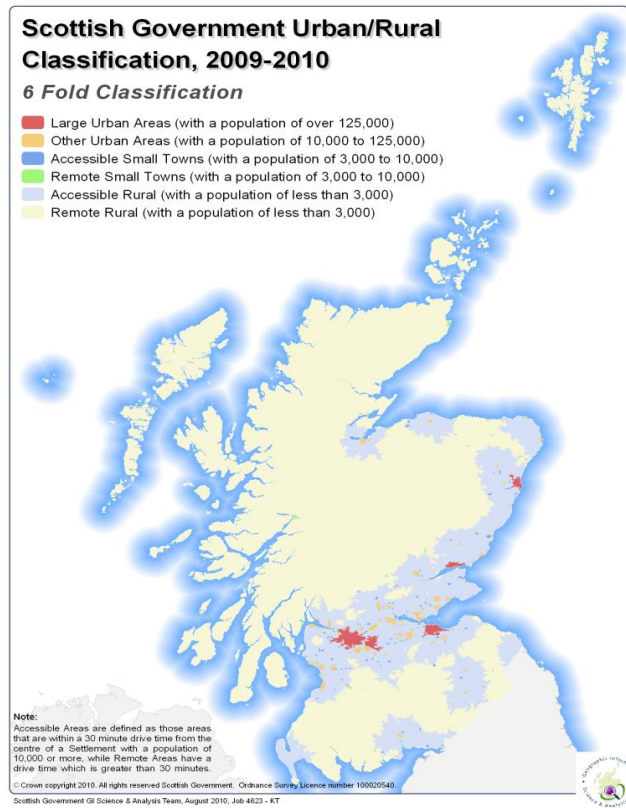 Scottish Government Urban/Rural
Classification, 2009-2010
6 Fold Classification
Large Urban Areas (with a population of over 125,000)
Other Urban Areas (with a population of 10,000 to 125,000)
Accessible Small Towns (with a population of 3,000 to 10,000)
Remote Small Towns (with a population of 3,000 to 10,000)
Accessible Rural (with a population of less than 3,000)
Remote Rural (with a population of less than 3,000)
Note:
Accessible Areas are defined as those areas
that are within a 30 minute drive time from the
centre of a Settlement with a population of
10,000 or more, while Remote Areas have a
drive time which is greater than 30 minutes.
© Crown copyright 2010. All rights reserved Scottish Government. Ordnance Survey Licence number 100020540.
Scottish Government GI Science & Analysis Team, August 2010, Job 4623 - KT